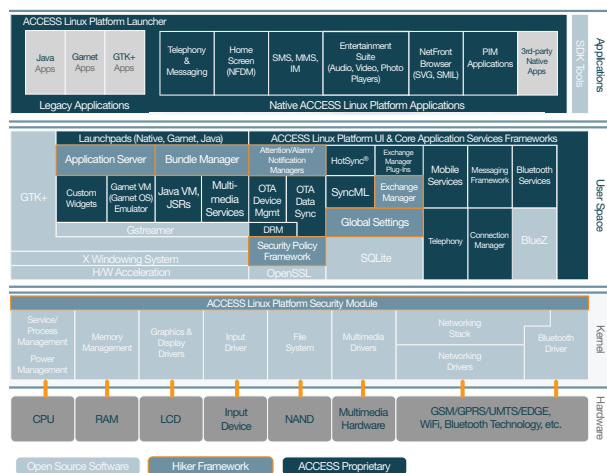 ACCESS Linux Platform Launcher
Java
Apps
Garnet
Apps
GTK+
Apps
Telephony
&
Messaging
Home
Screen
(NFDM)
SMS, MMS,
IM
Entertainment
Suite
(Audio, Video, Photo
Players)
NetFront
Browser
(SVG, SMIL)
PIM
Applications
3rd-party
Native
Apps
Legacy Applications
Native ACCESS Linux Platform Applications
SDK Tools
Applications
Launchpads (Native, Garnet, Java)
ACCESS Linux Platform UI & Core Application Services Frameworks
GTK+
Application Server
Bundle Manager
Attention/Alarm/
Notification
Managers
HotSync®
Exchange
Manager
Plug-Ins
Mobile
Services
Messaging
Framework
Bluetooth
Services
Custom
Widgets
Garnet VM
(Garnet OS)
Emulator
Java VM,
JSRs
Multi-
media
Services
OTA
Device
Mgmt
OTA
Data
Sync
SyncML
Exchange
Manager
Global Settings
Gstreamer
DRM
X Windowing System
Security Policy
Framework
SQLite
Telephony
Connection
Manager
BlueZ
H/W Acceleration
OpenSSL
User Space
ACCESS Linux Platform Security Module
Service/
Process
Management
Power
Management
Memory
Management
Graphics &
Display
Drivers
Input
Driver
File
System
Multimedia
Drivers
Networking
Stack
Networking
Drivers
Bluetooth
Driver
Kernel
CPU
RAM
LCD
Input
Device
NAND
Multimedia
Hardware
GSM/GPRS/UMTS/EDGE,
WiFi, Bluetooth Technology, etc.
Hardware
Open Source Software
Hiker Framework
ACCESS Proprietary